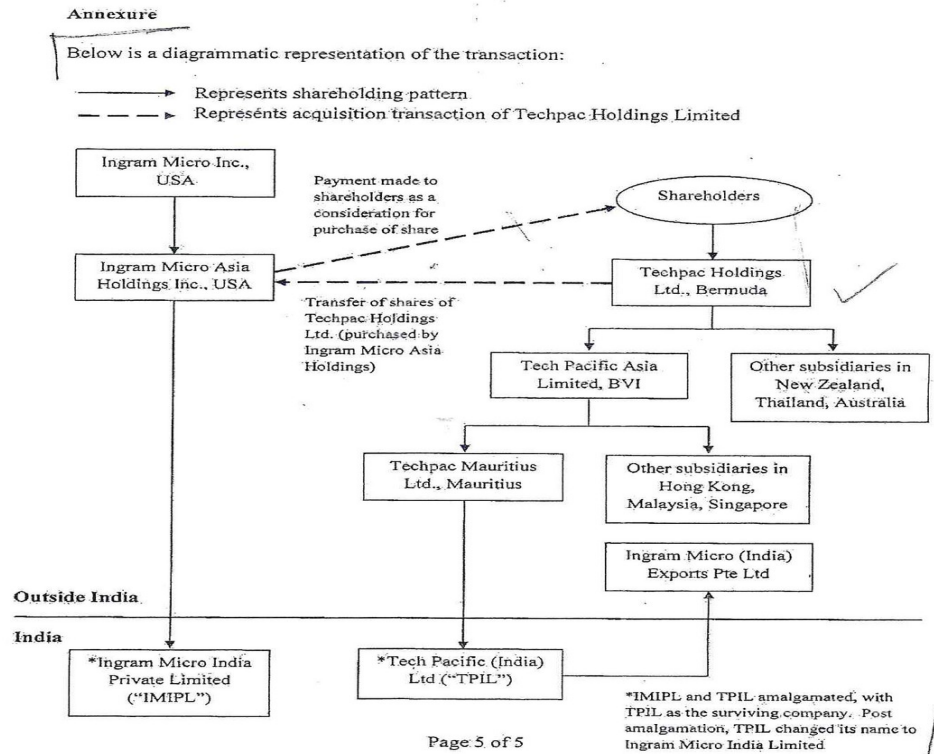 Annexure
Below is a diagrammatic representation of the transaction:
Represents shareholding pattern
Represents acquisition transaction of Techpac Holdings Limited
Ingram Micro Inc.,
USA
Payment made to
shareholders as a
consideration for
purchase of share
Shareholders
Ingram Micro Asia
Holdings Inc., USA
Techpac Holdings
Ltd., Bermuda
Transfer of shares of
Techpac Holdings
Ltd. (purchased by
Ingram Micro Asia
Holdings)
Tech Pacific Asia
Limited, BVI
Other subsidiaries in
New Zealand,
Thailand, Australia
Techpac Mauritius
Ltd., Mauritius
Other subsidiaries in
Hong Kong,
Malaysia, Singapore
Ingram Micro (India)
Exports Pte Ltd
Outside India
India
*Ingram Micro India
Private Limited
("IMIPL")
*Tech Pacific (India)
Ltd ("TPIL")
*IMIPL and TPIL amalgamated, with
TPIL as the surviving company. Post
amalgamation, TPIL changed its name to
Ingram Micro India Limited
Page 5 of 5